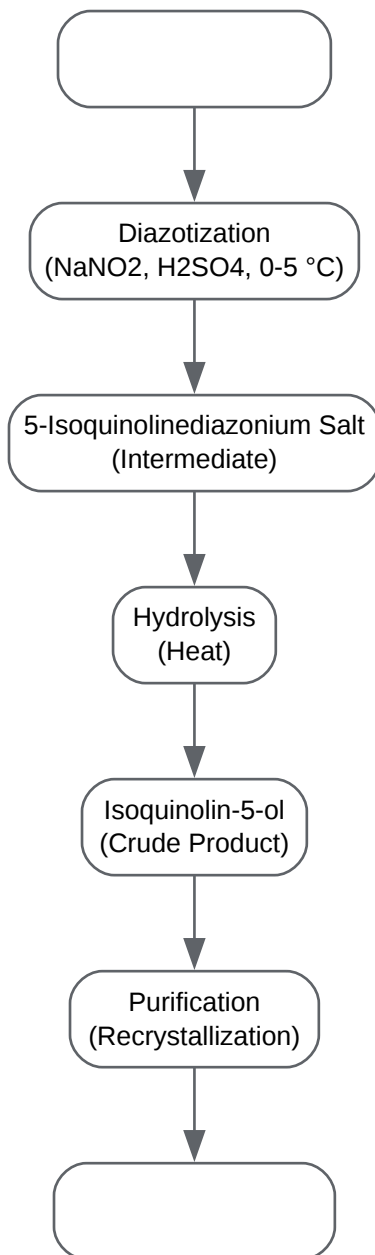 Diazotization
(NaNO2, H2SO4, 0-5 °C)
5-Isoquinolinediazonium Salt
(Intermediate)
Hydrolysis
(Heat)
Isoquinolin-5-ol
(Crude Product)
Purification
(Recrystallization)